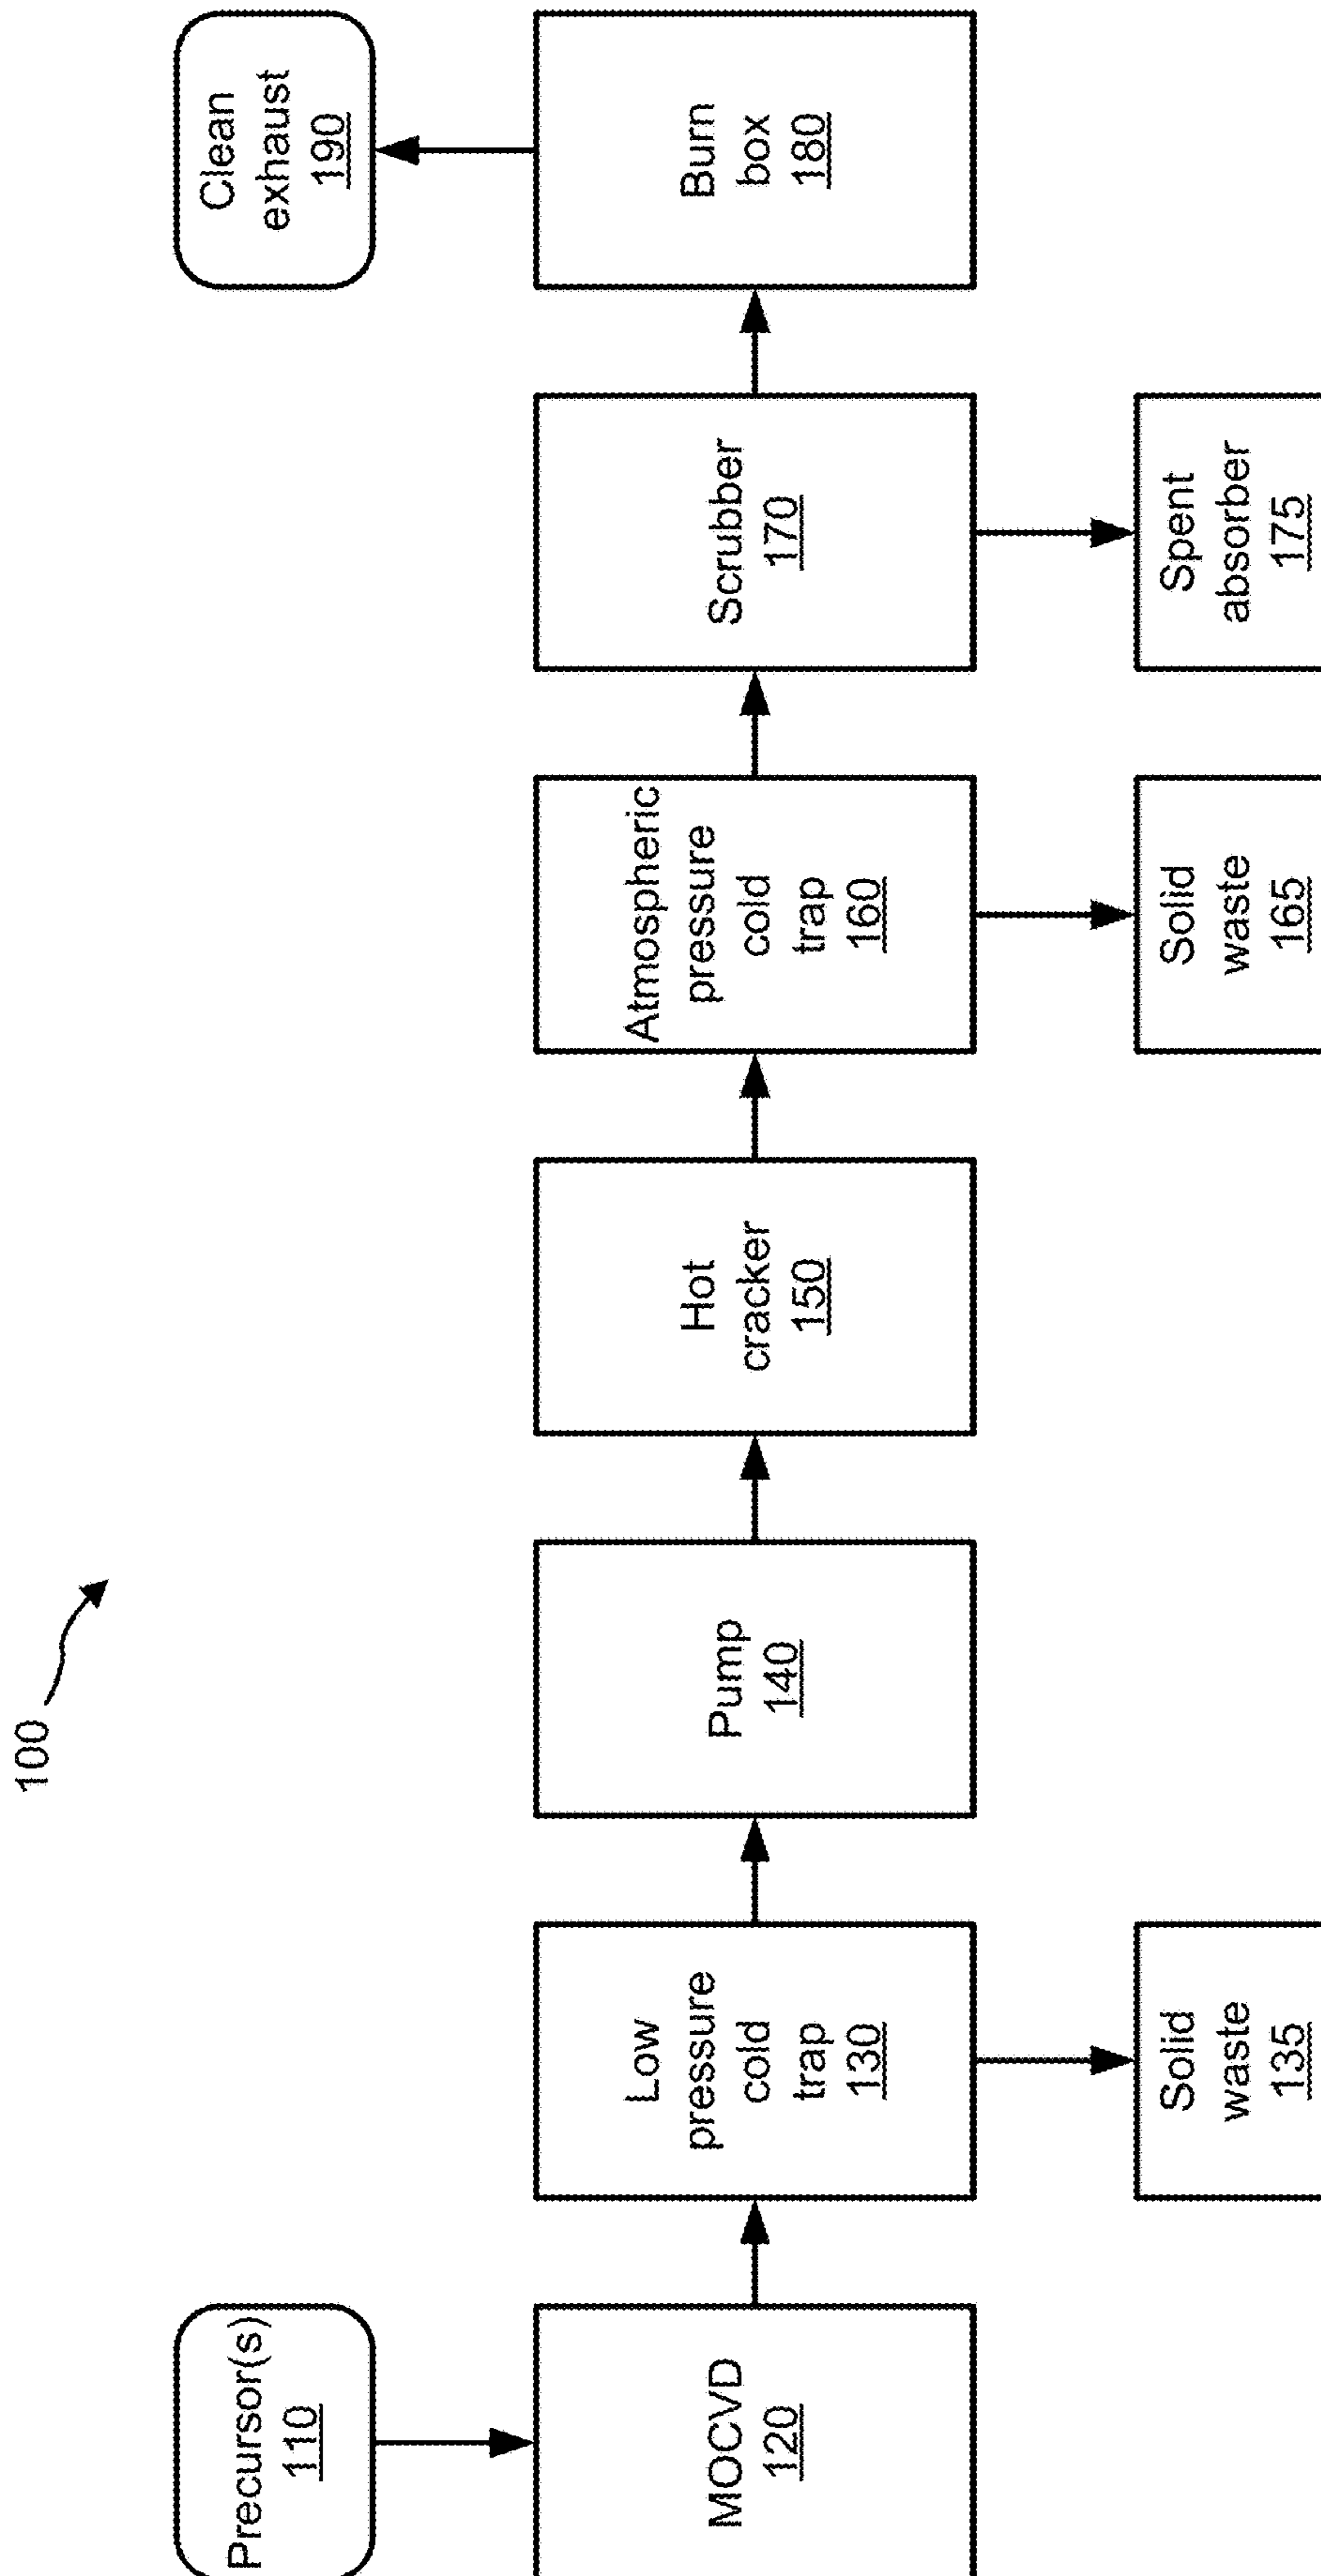 100
Precursor(s)
110
MOCVD
120
Low
pressure
cold
trap
130
Solid
waste
135
Pump
140
Hot
cracker
150
Atmospheric
pressure
cold
trap
160
Solid
waste
165
Scrubber
170
Spent
absorber
175
Burn
box
180
Clean
exhaust
190